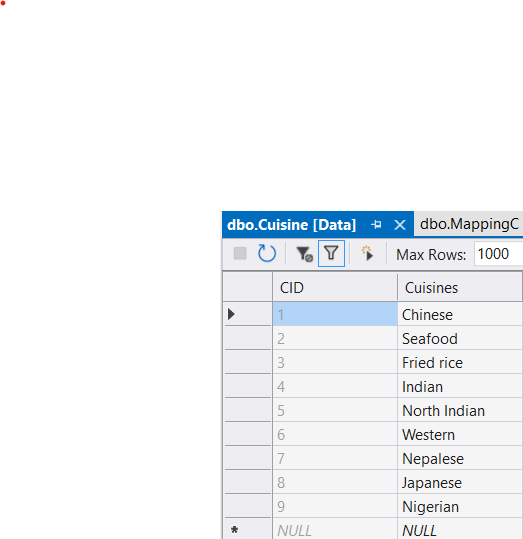 dbo.Cuisine [Data] dbo.MappingC
Max Rows: 1000
CID Cuisines
1 Chinese
2 Seafood
3 Fried rice
4 Indian
5 North Indian
6 Western
7 Nepalese
8 Japanese
9 Nigerian
* NULL NULL